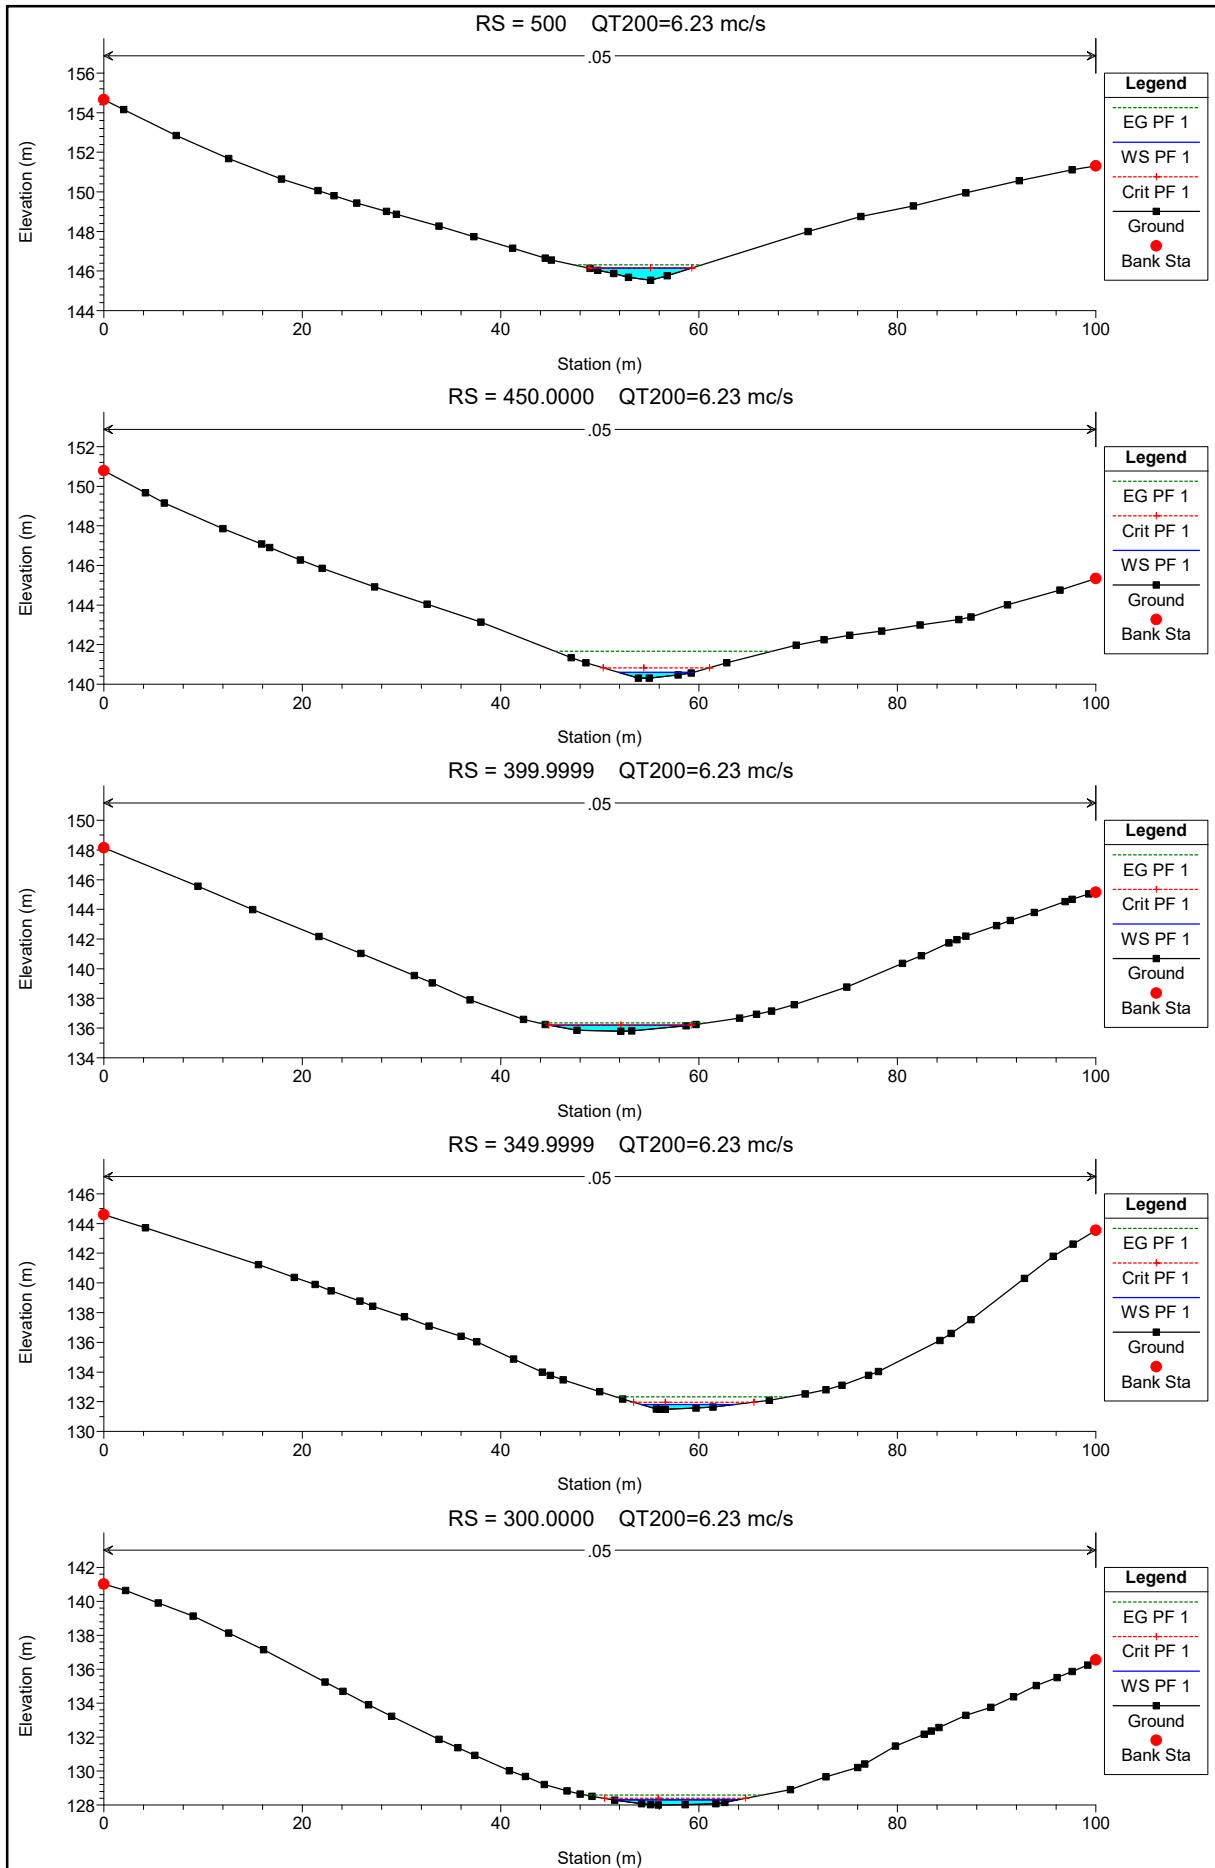 RS = 500 QT200=6.23 mc/s
.05
156
154
152
150
148
146
144
Elevation (m)
0 20 40 60 80 100
Station (m)
Legend
EG PF 1
WS PF 1
Crit PF 1
Ground
Bank Sta
RS = 450.0000 QT200=6.23 mc/s
.05
152
150
148
146
144
142
140
Elevation (m)
0 20 40 60 80 100
Station (m)
Legend
EG PF 1
Crit PF 1
WS PF 1
Ground
Bank Sta
RS = 399.9999 QT200=6.23 mc/s
.05
150
148
146
144
142
140
138
136
134
Elevation (m)
0 20 40 60 80 100
Station (m)
Legend
EG PF 1
Crit PF 1
WS PF 1
Ground
Bank Sta
RS = 349.9999 QT200=6.23 mc/s
.05
146
144
142
140
138
136
134
132
130
Elevation (m)
0 20 40 60 80 100
Station (m)
Legend
EG PF 1
Crit PF 1
WS PF 1
Ground
Bank Sta
RS = 300.0000 QT200=6.23 mc/s
.05
142
140
138
136
134
132
130
128
Elevation (m)
0 20 40 60 80 100
Station (m)
Legend
EG PF 1
Crit PF 1
WS PF 1
Ground
Bank Sta